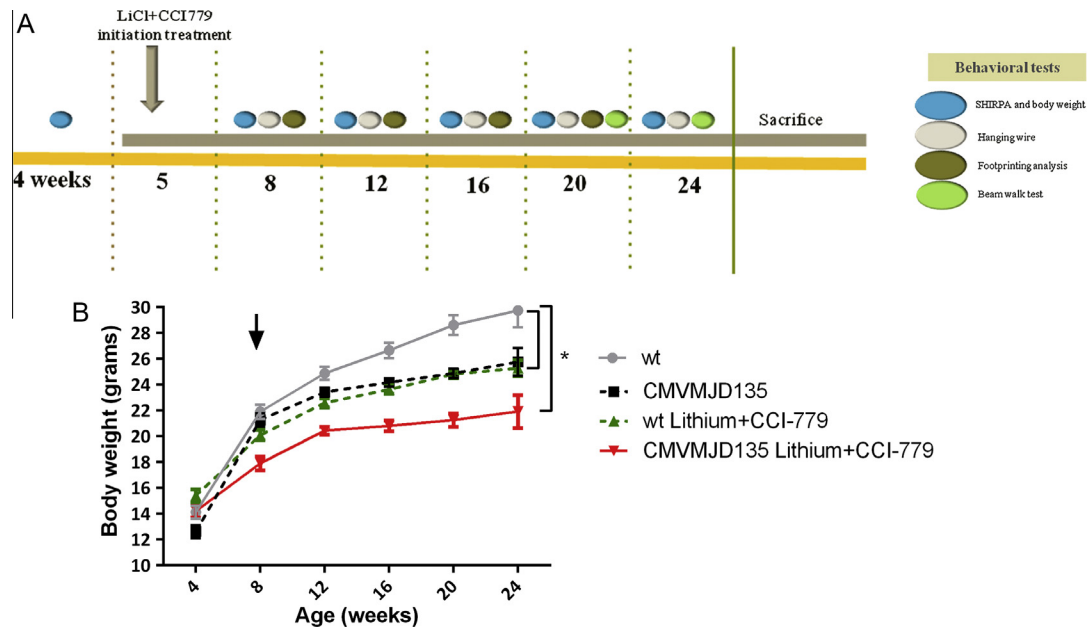 A
LiCl+CCI779
initiation treatment
Behavioral tests
SHIRPA and body weight
Hanging wire
Footprinting analysis
Beam walk test
Sacrifice
4 weeks 5 8 12 16 20 24
B
30
28
26
24
22
20
18
16
14
12
10
Body weight (grams)
4 8 12 16 20 24
Age (weeks)
*
wt
CMVMJD135
wt Lithium+CCI-779
CMVMJD135 Lithium+CCI-779